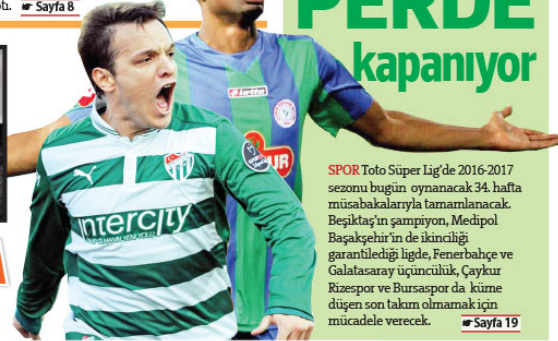 ☛ Sayfa 8
PERDE
kapanıyor
Lotto
intercity
SPOR Toto Süper Lig'de 2016-2017
sezonu bugün oynanacak 34. hafta
müsabakalarıyla tamamlanacak.
Beşiktaş'ın şampiyon, Medipol
Başakşehir'in de ikinciliği
garantilediği ligde, Fenerbahçe ve
Galatasaray üçüncülük, Çaykur
Rizespor ve Bursaspor da küme
düşen son takım olmamak için
mücadele verecek.
☛ Sayfa 19